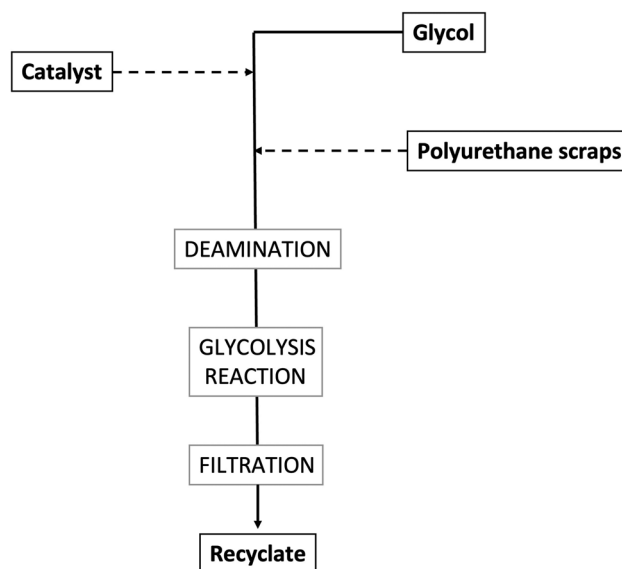 Glycol
Catalyst
Polyurethane scraps
DEAMINATION
GLYCOLYSIS
REACTION
FILTRATION
Recyclate